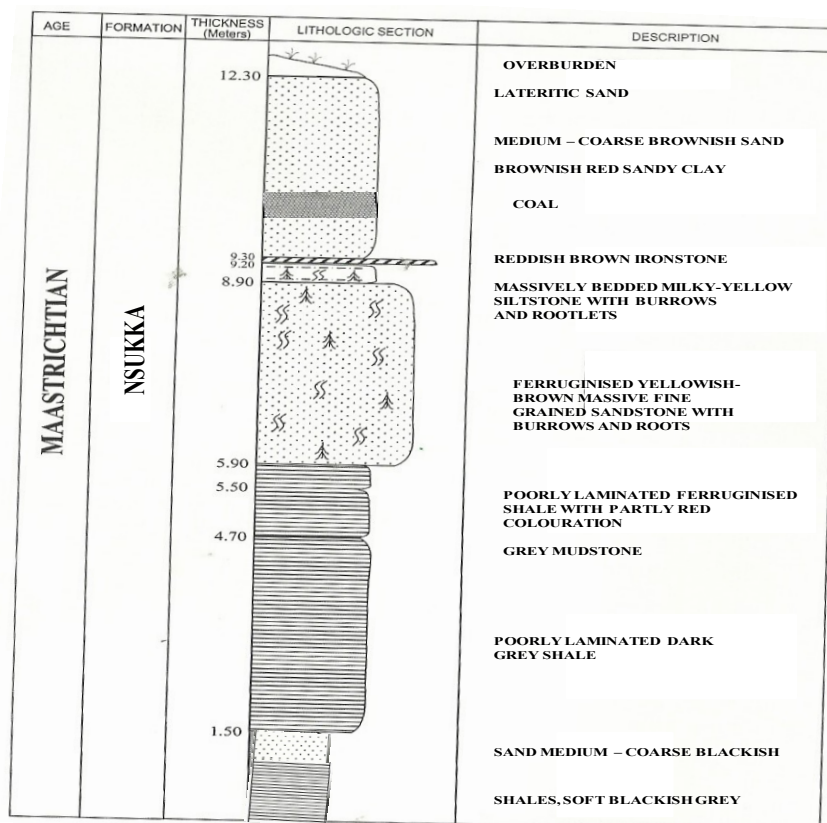 AGE
FORMATION
THICKNESS
(Meters)
LITHOLOGIC SECTION
DESCRIPTION
MAASTRICHTIAN
NSUKKA
12.30
9.30
9.20
8.90
5.90
5.50
4.70
1.50
OVERBURDEN
LATERITIC SAND
MEDIUM – COARSE BROWNISH SAND
BROWNISH RED SANDY CLAY
COAL
REDDISH BROWN IRONSTONE
MASSIVELY BEDDED MILKY-YELLOW
SILTSTONE WITH BURROWS
AND ROOTLETS
FERRUGINISED YELLOWISH-
BROWN MASSIVE FINE
GRAINED SANDSTONE WITH
BURROWS AND ROOTS
POORLY LAMINATED FERRUGINISED
SHALE WITH PARTLY RED
COLOURATION
GREY MUDSTONE
POORLY LAMINATED DARK
GREY SHALE
SAND MEDIUM – COARSE BLACKISH
SHALES, SOFT BLACKISH GREY